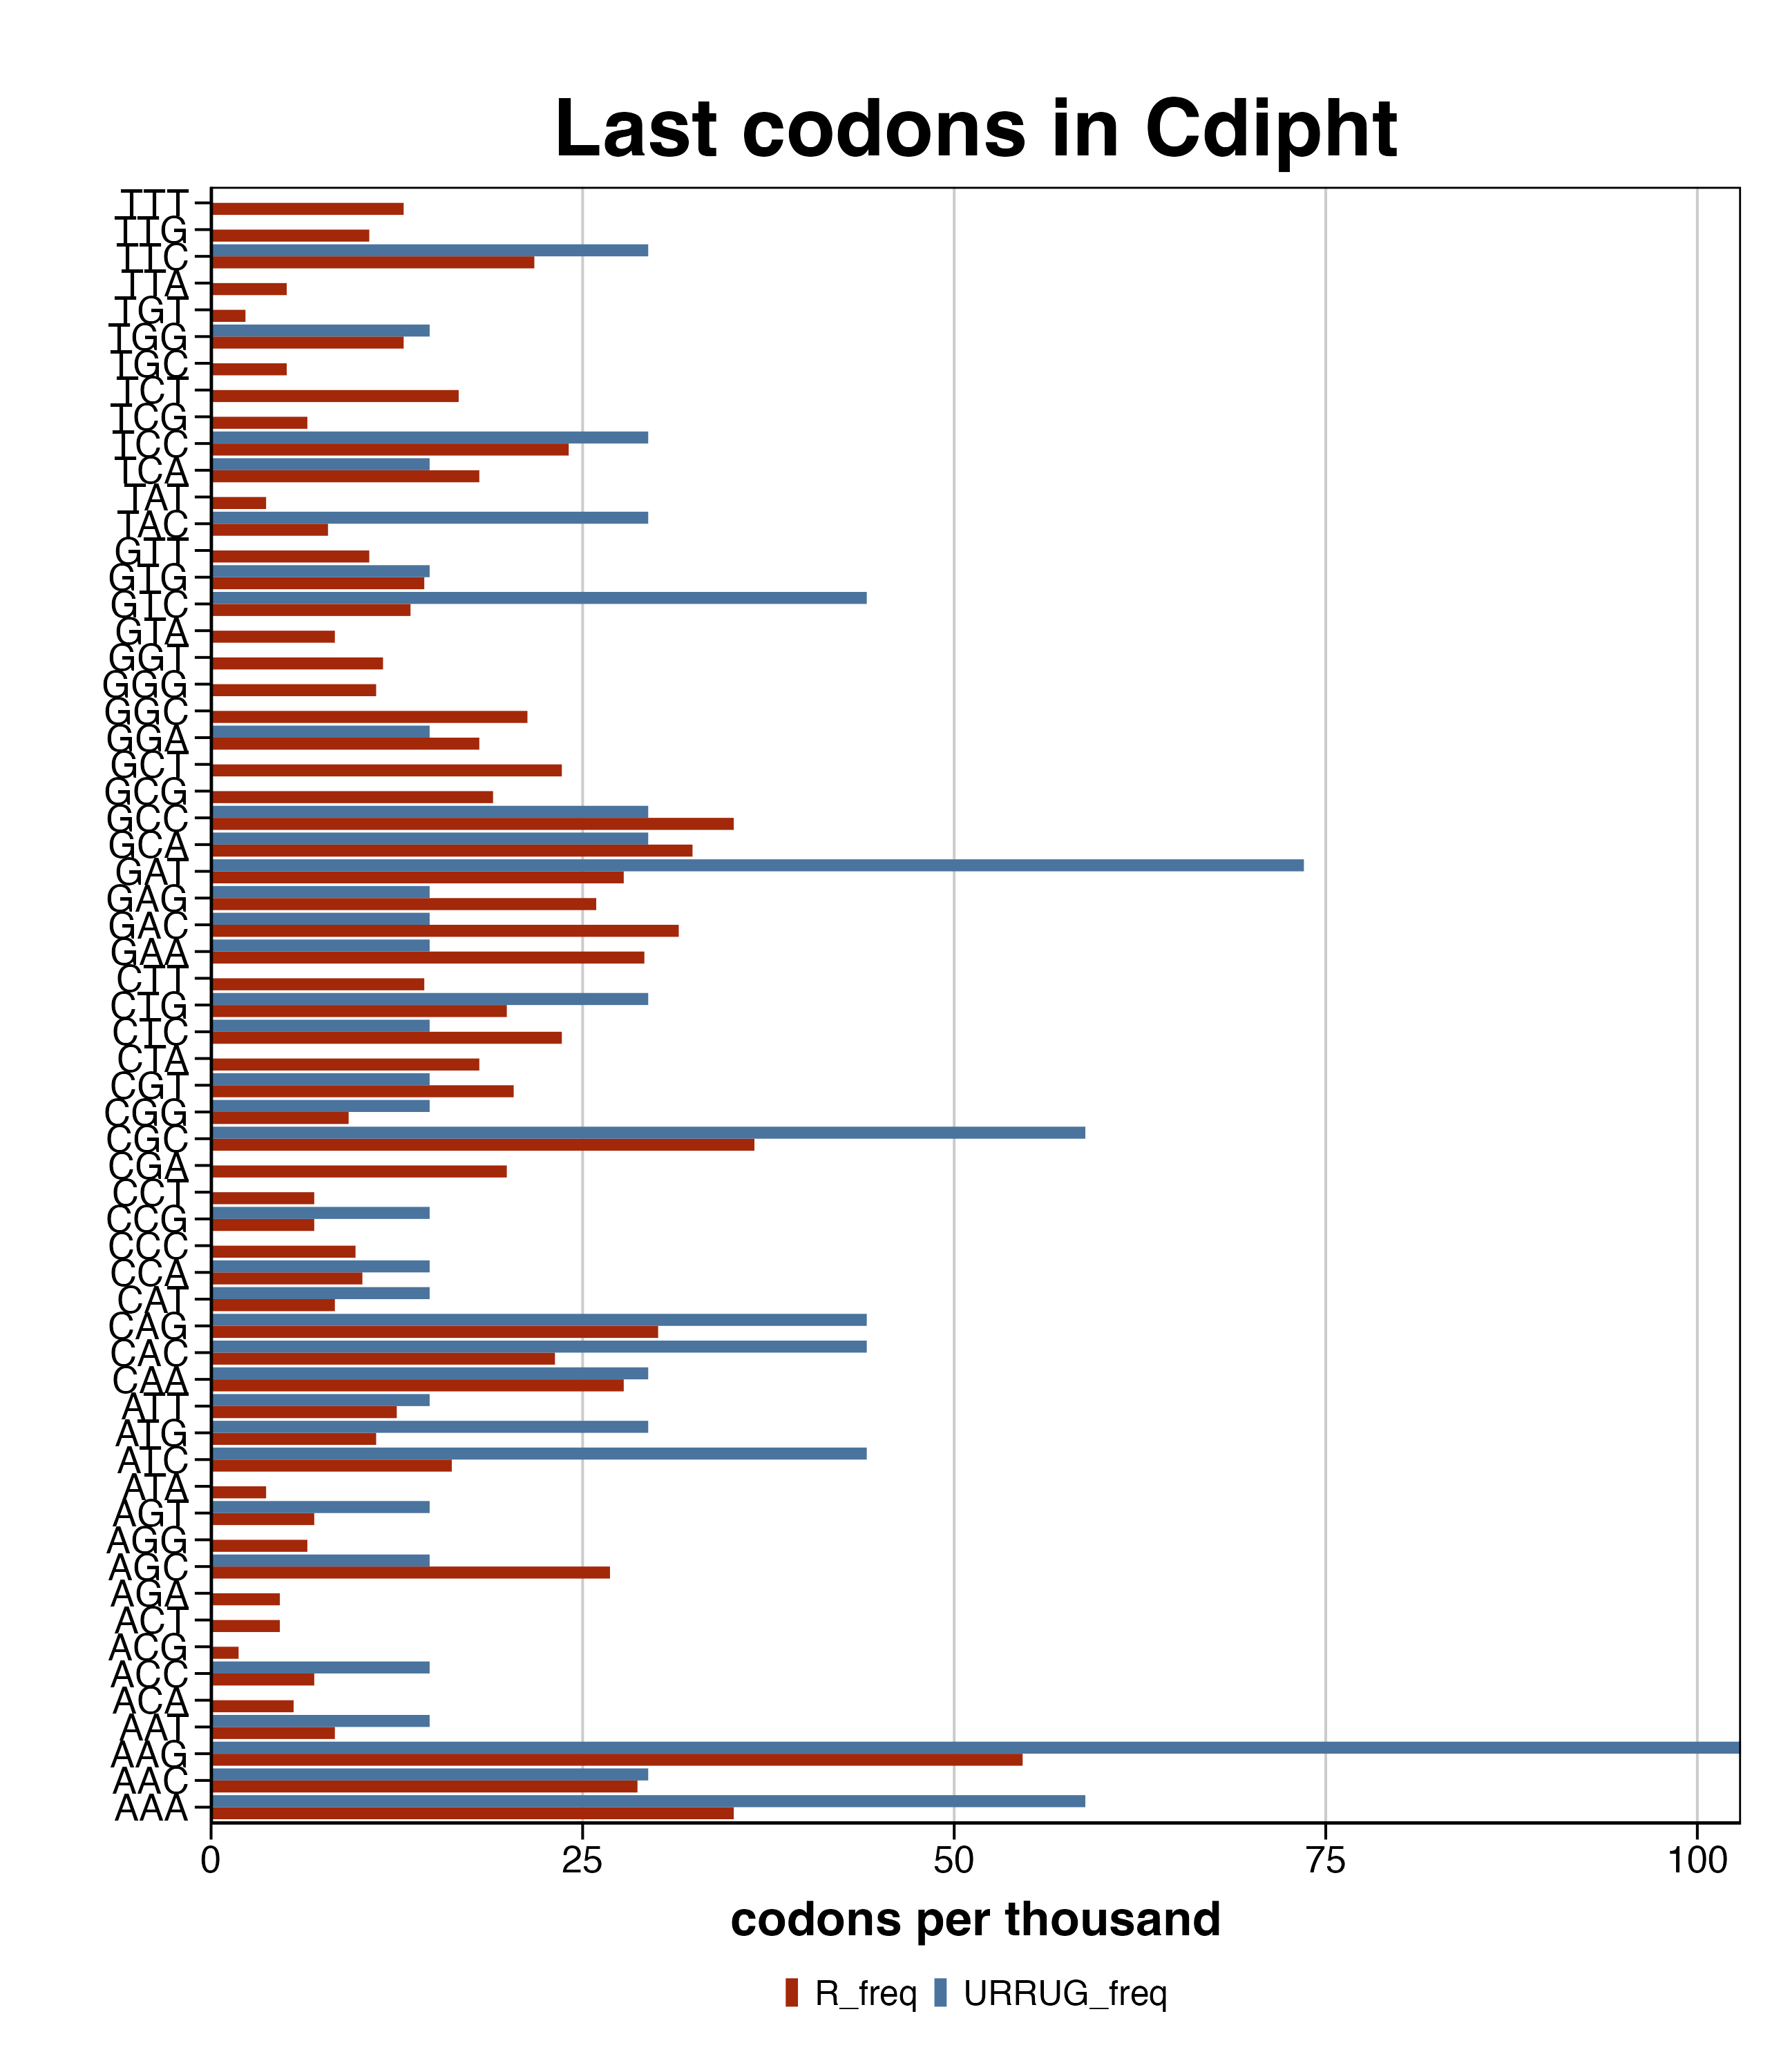 Last codons in Cdipht
TTT
TTG
TTC
TTA
TGT
TGG
TGC
TCT
TCG
TCC
TCA
TAT
TAC
GTT
GTG
GTC
GTA
GGT
GGG
GGC
GGA
GCT
GCG
GCC
GCA
GAT
GAG
GAC
GAA
CTT
CTG
CTC
CTA
CGT
CGG
CGC
CGA
CCT
CCG
CCC
CCA
CAT
CAG
CAC
CAA
ATT
ATG
ATC
ATA
AGT
AGG
AGC
AGA
ACT
ACG
ACC
ACA
AAT
AAG
AAC
AAA
0 25 50 75 100
codons per thousand
R_freq URRUG_freq